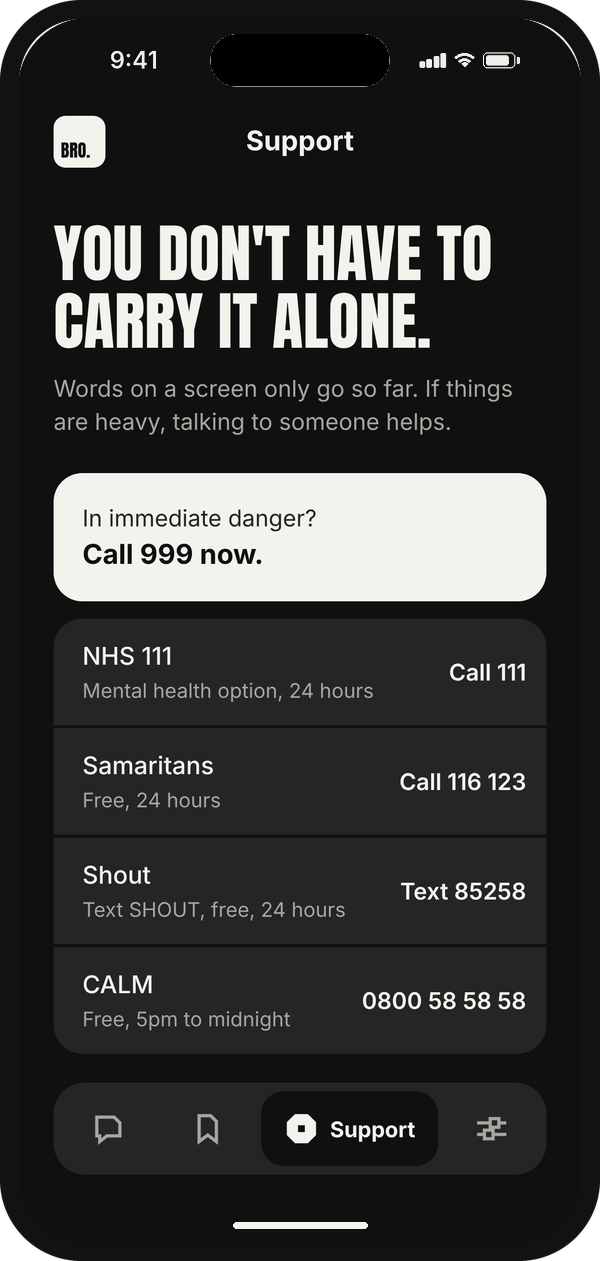 9:41
BRO.
Support
YOU DON'T HAVE TO
CARRY IT ALONE.
Words on a screen only go so far. If things
are heavy, talking to someone helps.
In immediate danger?
Call 999 now.
NHS 111
Mental health option, 24 hours
Call 111
Samaritans
Free, 24 hours
Call 116 123
Shout
Text SHOUT, free, 24 hours
Text 85258
CALM
Free, 5pm to midnight
0800 58 58 58
Support